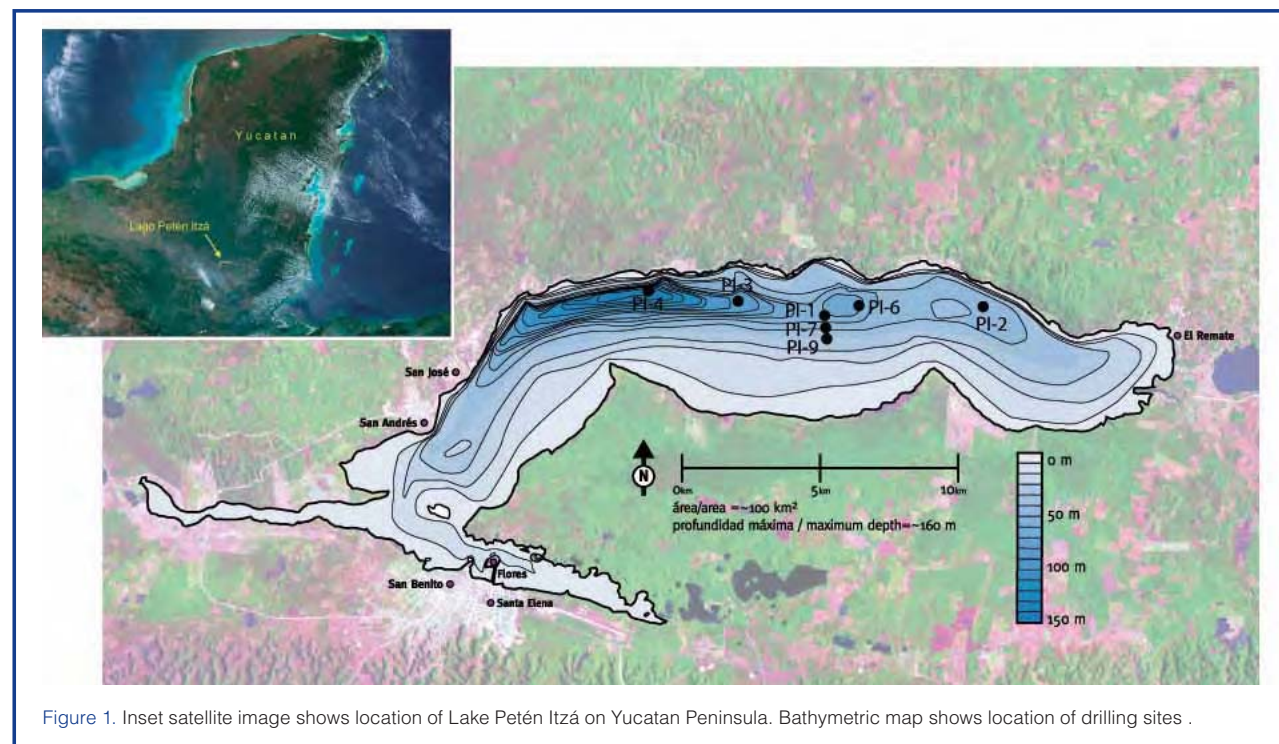 Yucatan
Lago Petén Itzá
PI-3
PI-4
PI-1
PI-6
PI-7
PI-2
PI-9
El Remate
San José
San Andrés
N
0km
5km
10km
área/area =~100 km²
profundidad máxima / maximum depth=~160 m
0 m
50 m
100 m
150 m
Flores
San Benito
Santa Elena
Figure 1. Inset satellite image shows location of Lake Petén Itzá on Yucatan Peninsula. Bathymetric map shows location of drilling sites .